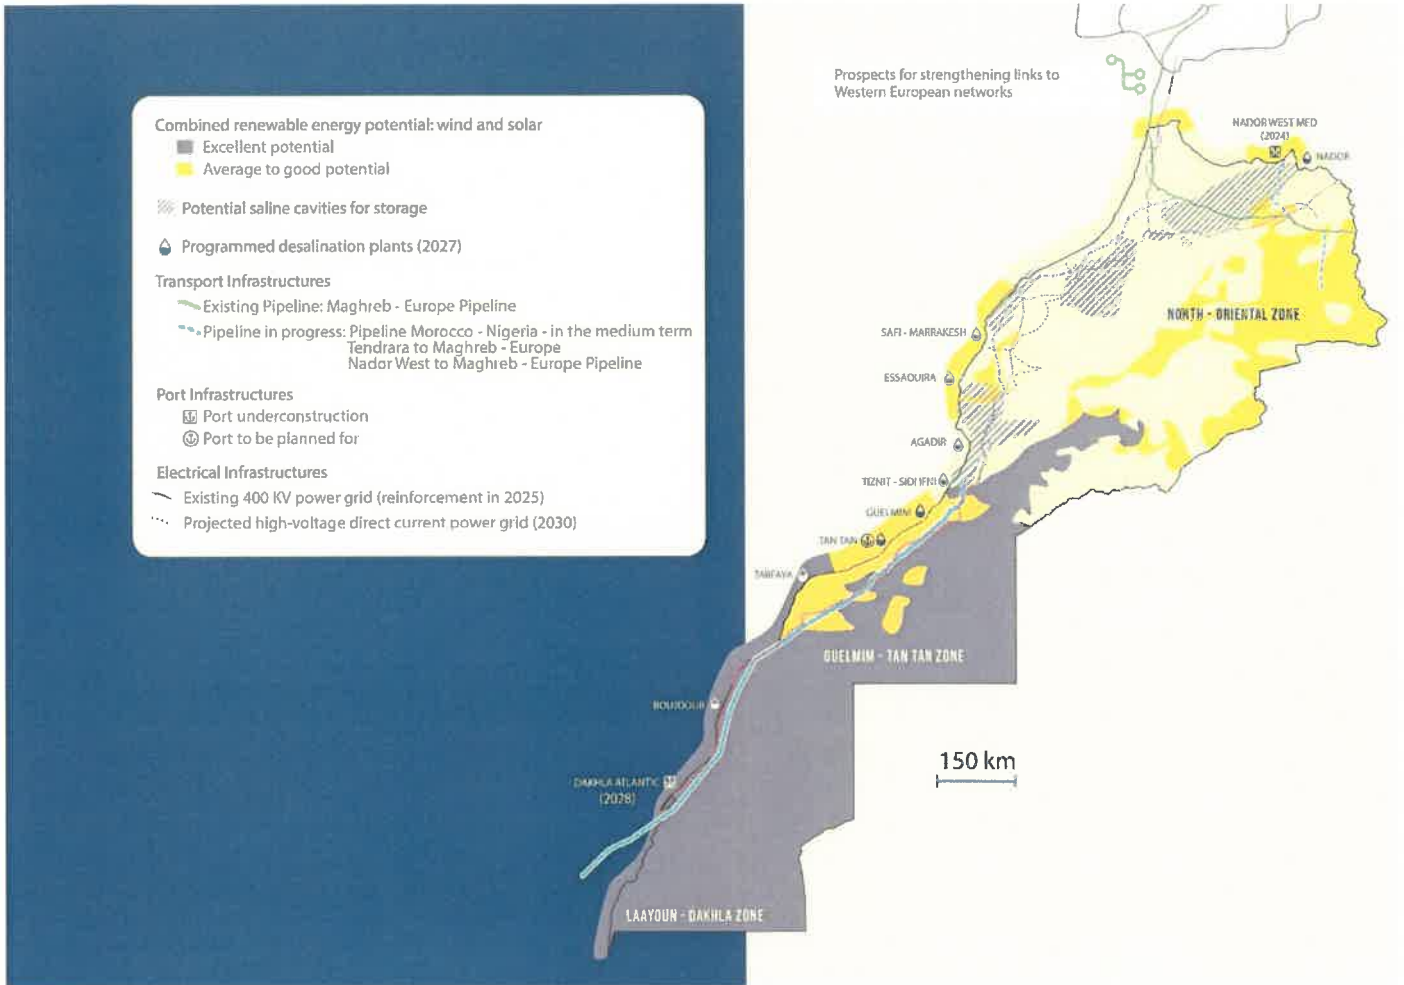 Prospects for strengthening links to
Western European networks
Combined renewable energy potential: wind and solar
Excellent potential
Average to good potential
Potential saline cavities for storage
Programmed desalination plants (2027)
Transport Infrastructures
Existing Pipeline: Maghreb - Europe Pipeline
Pipeline in progress: Pipeline Morocco - Nigeria - in the medium term
Tendrara to Maghreb - Europe
Nador West to Maghreb - Europe Pipeline
Port Infrastructures
Port underconstruction
Port to be planned for
Electrical Infrastructures
Existing 400 KV power grid (reinforcement in 2025)
Projected high-voltage direct current power grid (2030)
NADOR WEST MED
(2024)
NADOR
NORTH - ORIENTAL ZONE
SAFI - MARRAKESH
ESSAOUIRA
AGADIR
TIZNIT - SIDI IFNI
GUELMIM
TAN TAN
TARFAYA
GUELMIM - TAN TAN ZONE
BOUJDOUR
150 km
DAKHLA ATLANTIC
(2028)
LAAYOUN - DAKHLA ZONE